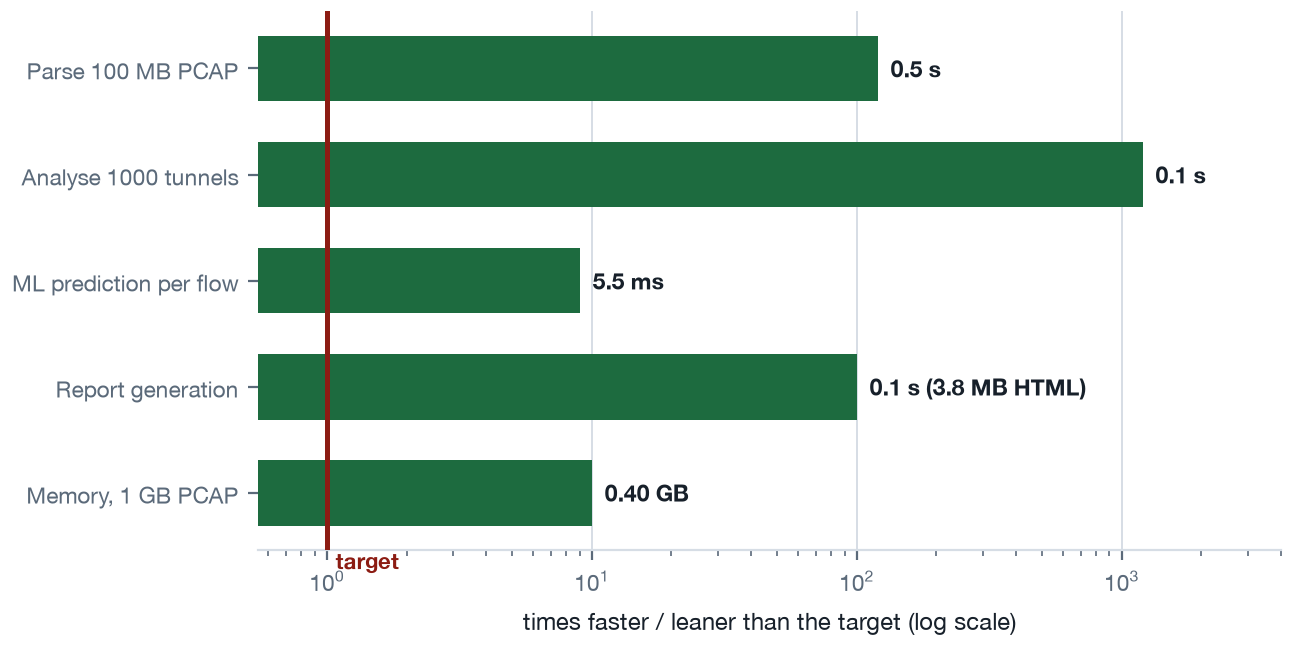 Parse 100 MB PCAP
0.5 s
Analyse 1000 tunnels
0.1 s
ML prediction per flow
5.5 ms
Report generation
0.1 s (3.8 MB HTML)
Memory, 1 GB PCAP
0.40 GB
target
10⁰ 10¹ 10² 10³
times faster / leaner than the target (log scale)